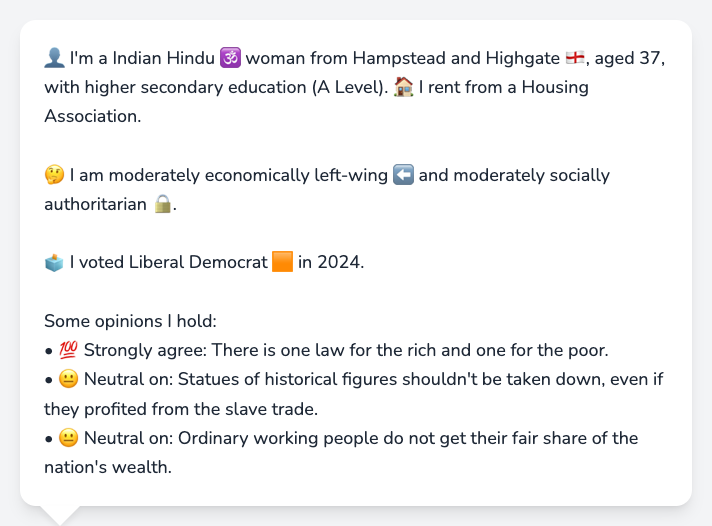 👤 I'm a Indian Hindu 🕉️ woman from Hampstead and Highgate 🏴󠁧󠁢󠁥󠁮󠁧󠁿, aged 37,
with higher secondary education (A Level). 🏠 I rent from a Housing
Association.
🤔 I am moderately economically left-wing ⬅️ and moderately socially
authoritarian 🔒.
🗳️ I voted Liberal Democrat 🟧 in 2024.
Some opinions I hold:
• 💯 Strongly agree: There is one law for the rich and one for the poor.
• 😐 Neutral on: Statues of historical figures shouldn't be taken down, even if
they profited from the slave trade.
• 😐 Neutral on: Ordinary working people do not get their fair share of the
nation's wealth.